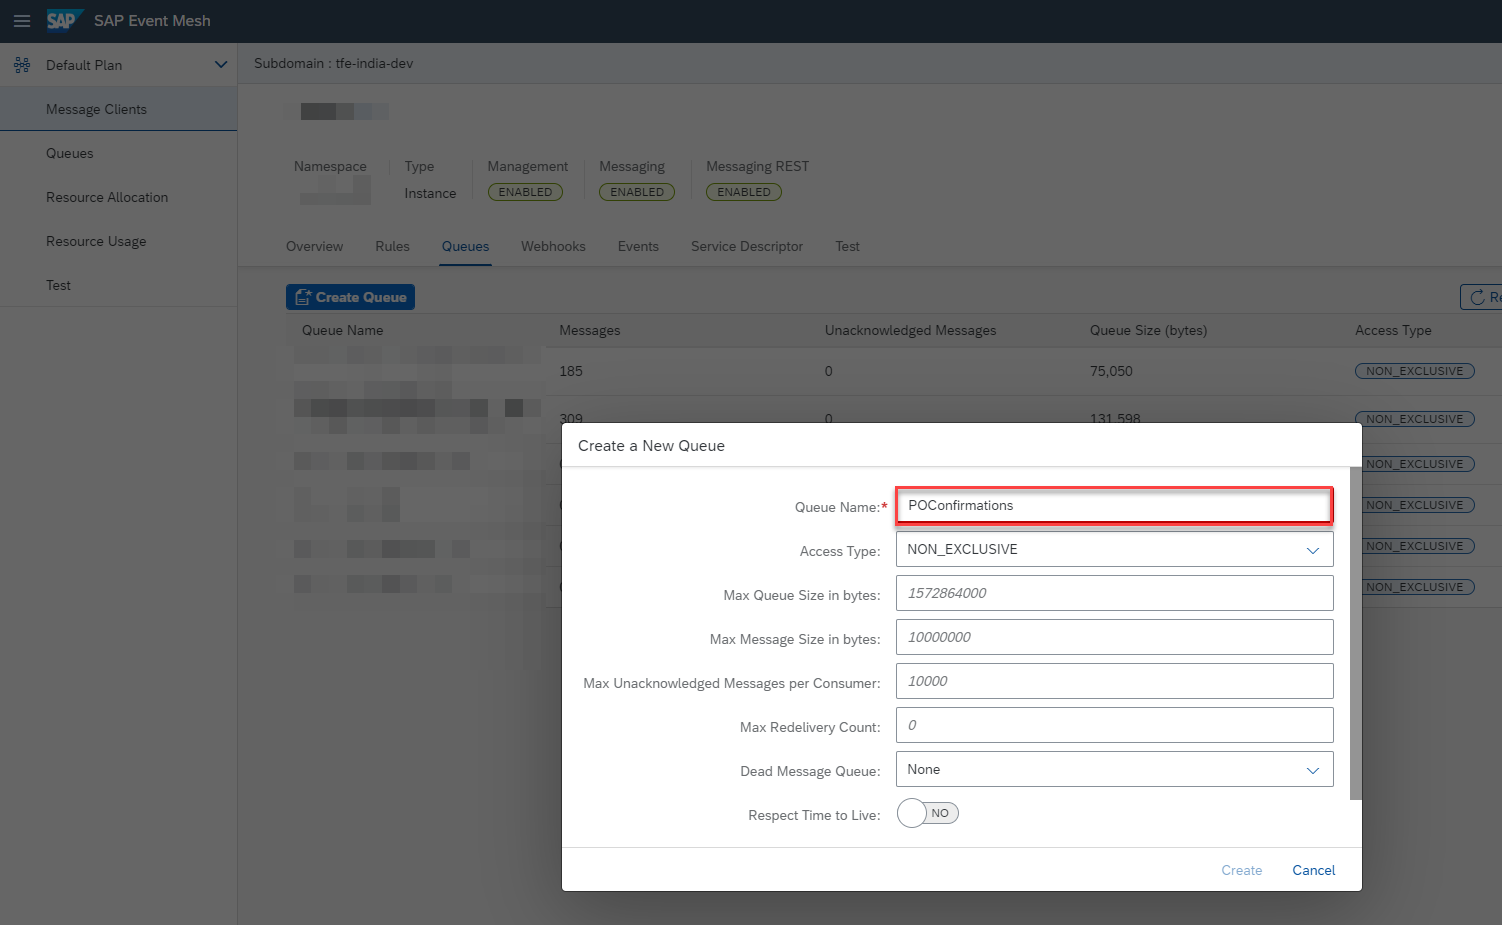 SAP SAP Event Mesh
Default Plan
Subdomain : tfe-india-dev
Message Clients
Queues
Resource Allocation
Resource Usage
Test
Namespace Type Management Messaging Messaging REST
Instance ENABLED ENABLED ENABLED
Overview Rules Queues Webhooks Events Service Descriptor Test
Create Queue
Queue Name Messages Unacknowledged Messages Queue Size (bytes) Access Type
185 0 75,050 NON_EXCLUSIVE
309 0 131,598 NON_EXCLUSIVE
NON_EXCLUSIVE
NON_EXCLUSIVE
NON_EXCLUSIVE
NON_EXCLUSIVE
Create a New Queue
Queue Name:* POConfirmations
Access Type: NON_EXCLUSIVE
Max Queue Size in bytes: 1572864000
Max Message Size in bytes: 10000000
Max Unacknowledged Messages per Consumer: 10000
Max Redelivery Count: 0
Dead Message Queue: None
Respect Time to Live: NO
Create Cancel